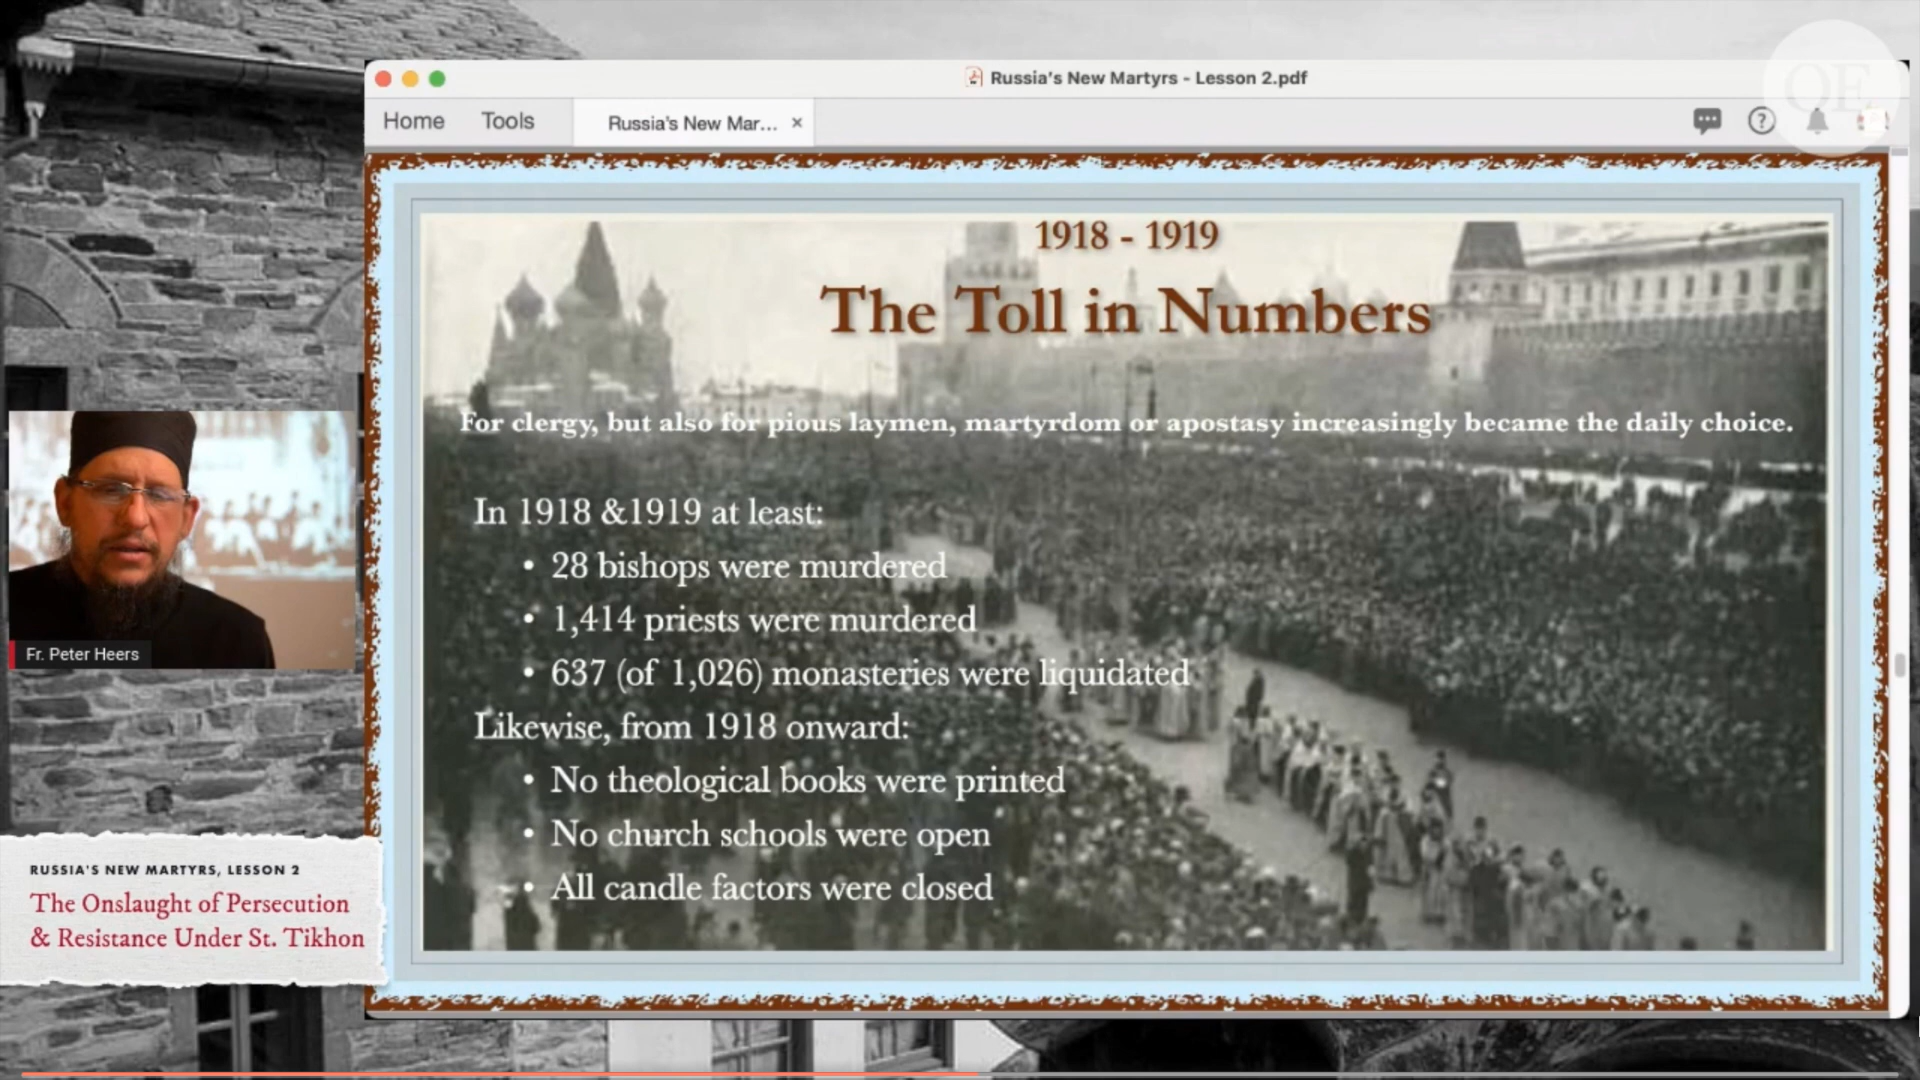 Russia's New Martyrs - Lesson 2.pdf
Home Tools Russia's New Mar... ×
OE
1918 - 1919
The Toll in Numbers
For clergy, but also for pious laymen, martyrdom or apostasy increasingly became the daily choice.
In 1918 &1919 at least:
• 28 bishops were murdered
• 1,414 priests were murdered
• 637 (of 1,026) monasteries were liquidated
Likewise, from 1918 onward:
• No theological books were printed
• No church schools were open
• All candle factors were closed
Fr. Peter Heers
RUSSIA'S NEW MARTYRS, LESSON 2
The Onslaught of Persecution
& Resistance Under St. Tikhon